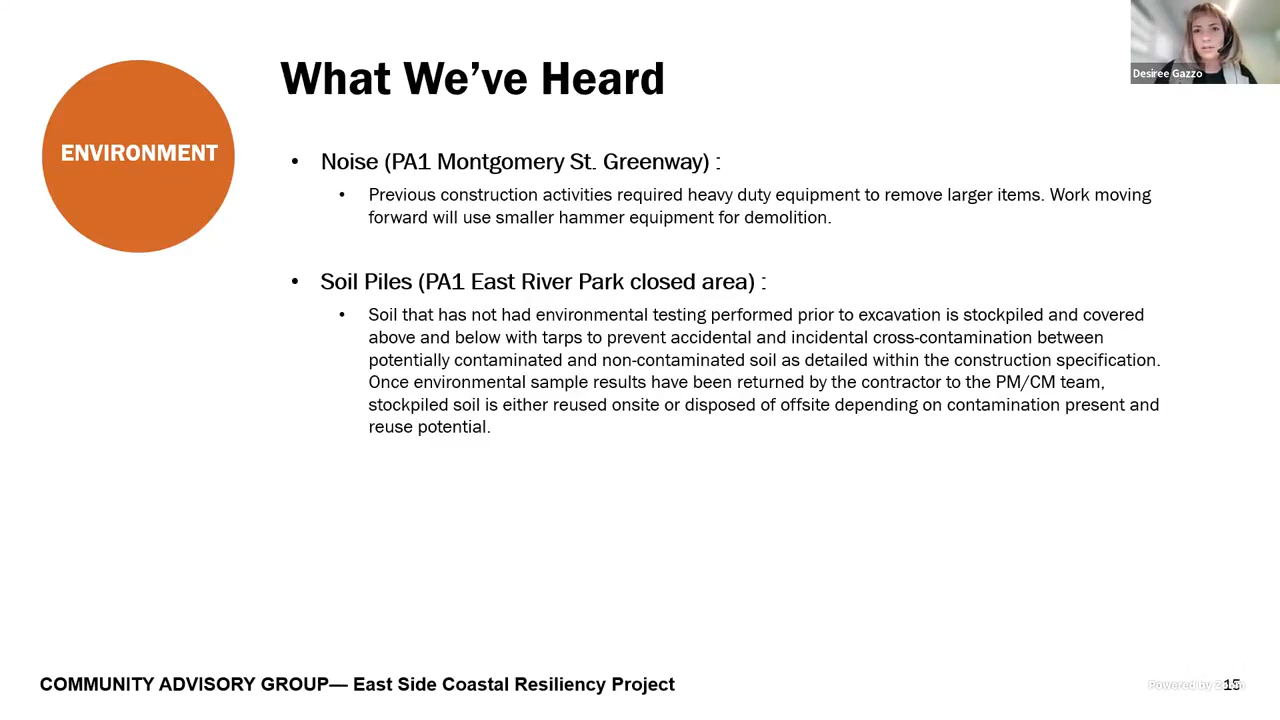 What We've Heard
Desiree Gazzo
ENVIRONMENT
• Noise (PA1 Montgomery St. Greenway) :
• Previous construction activities required heavy duty equipment to remove larger items. Work moving
forward will use smaller hammer equipment for demolition.
• Soil Piles (PA1 East River Park closed area) :
• Soil that has not had environmental testing performed prior to excavation is stockpiled and covered
above and below with tarps to prevent accidental and incidental cross-contamination between
potentially contaminated and non-contaminated soil as detailed within the construction specification.
Once environmental sample results have been returned by the contractor to the PM/CM team,
stockpiled soil is either reused onsite or disposed of offsite depending on contamination present and
reuse potential.
COMMUNITY ADVISORY GROUP— East Side Coastal Resiliency Project
Powered by Zoom
15